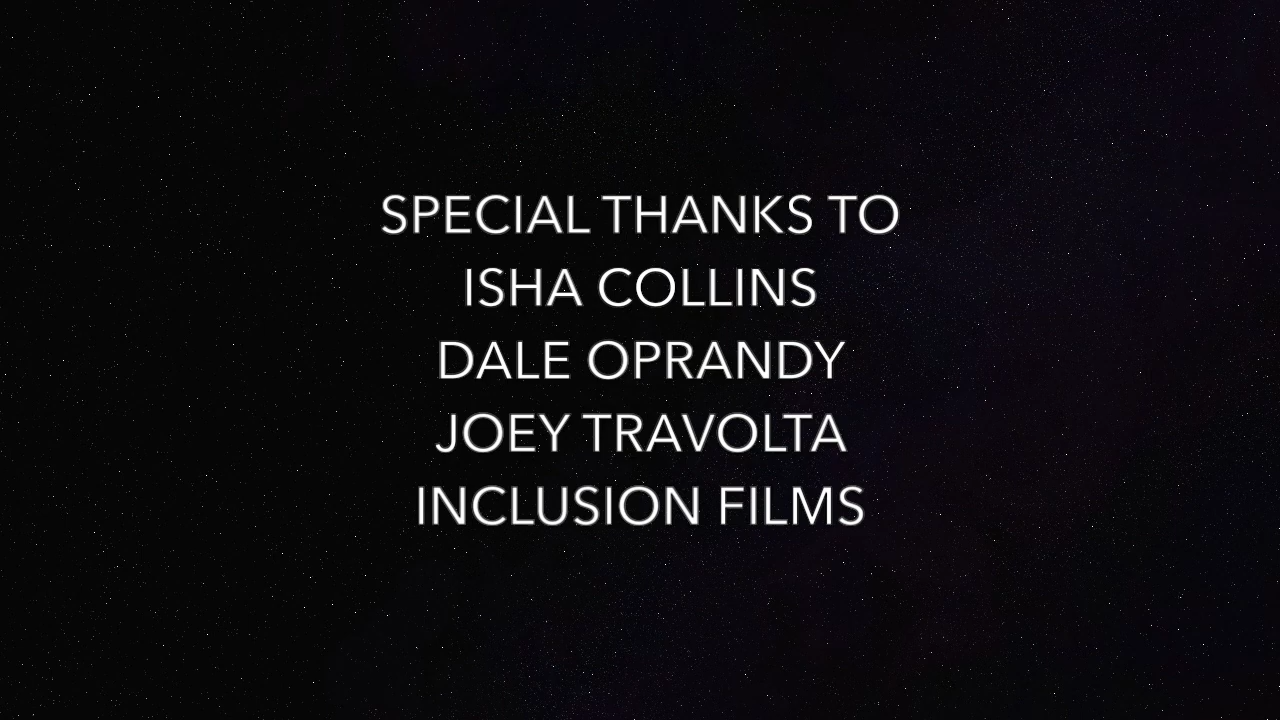 SPECIAL THANKS TO
ISHA COLLINS
DALE OPRANDY
JOEY TRAVOLTA
INCLUSION FILMS